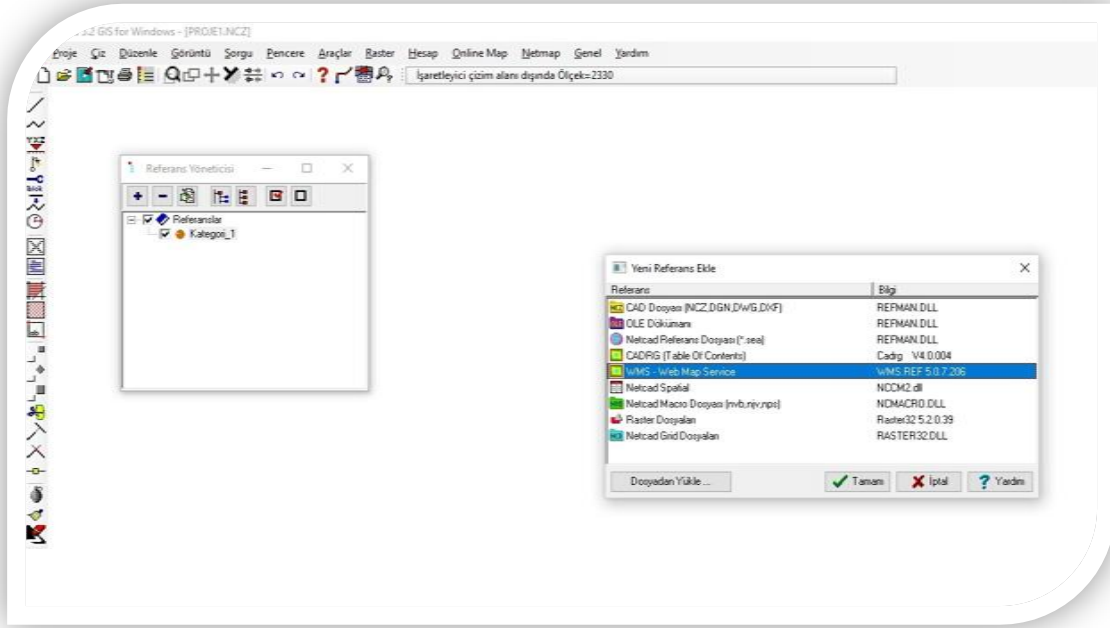 5.2 GIS for Windows - [PROJE1.NCZ]
Proje Çiz Düzenle Görüntü Sorgu Pencere Araçlar Raster Hesap Online Map Netmap Genel Yardım
İşaretleyici çizim alanı dışında Ölçek=2330
YXZ
blok
Referans Yöneticisi
Referanslar
Kategori_1
Yeni Referans Ekle
Referans Bilgi
CAD Dosyası (NCZ,DGN,DWG,DXF) REFMAN.DLL
OLE Dökümanı REFMAN.DLL
Netcad Referans Dosyası (*.sea) REFMAN.DLL
CADRG (Table Of Contents) Cadrg V4.0.004
WMS - Web Map Service WMS.REF 5.0.7.206
Netcad Spatial NCCM2.dll
Netcad Macro Dosyası (nvb,njv,nps) NCMACRO.DLL
Raster Dosyaları Raster32 5.2.0.39
Netcad Grid Dosyaları RASTER32.DLL
Dosyadan Yükle ... Tamam İptal Yardım